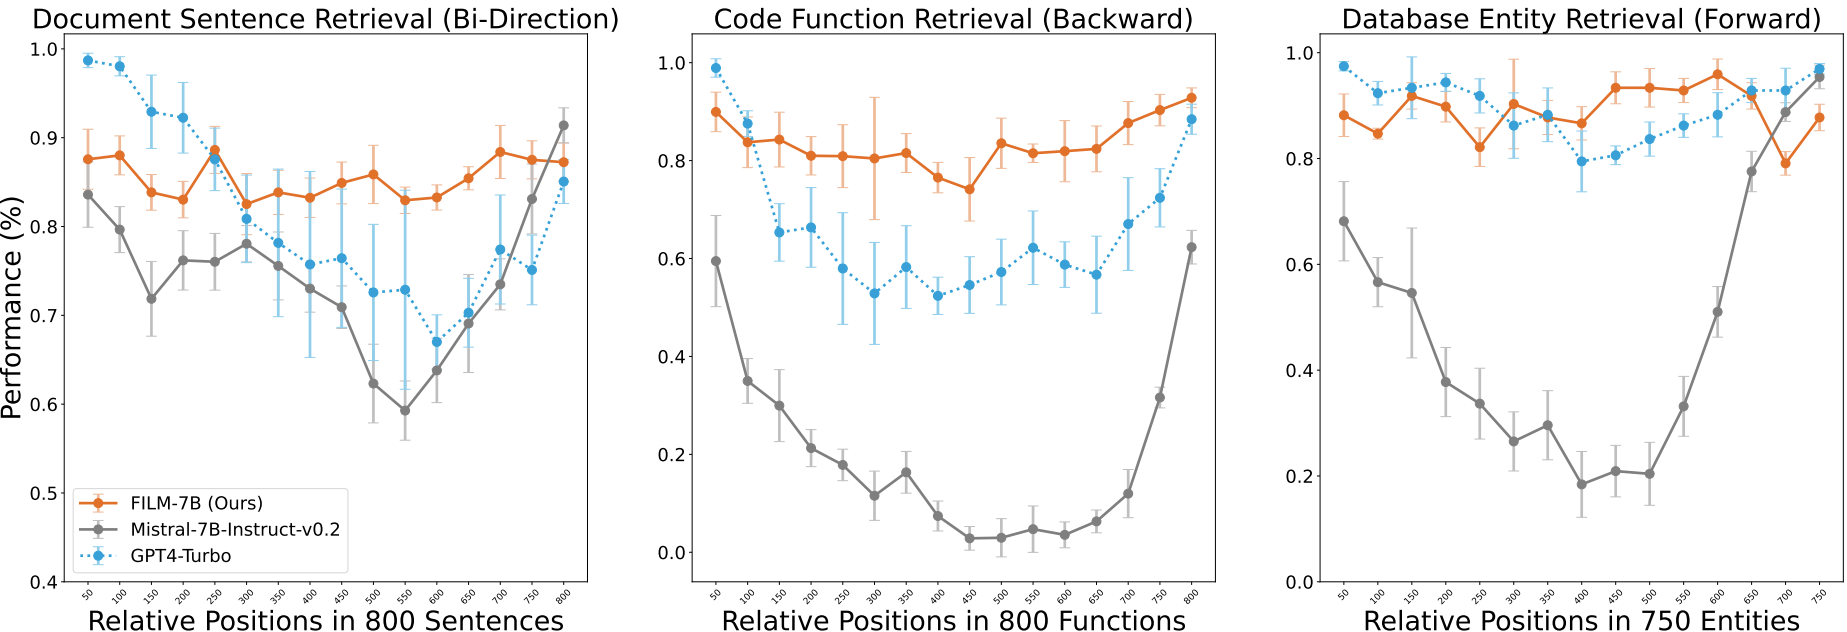 Document Sentence Retrieval (Bi-Direction)
Performance (%)
1.0
0.9
0.8
0.7
0.6
0.5
0.4
FILM-7B (Ours)
Mistral-7B-Instruct-v0.2
GPT4-Turbo
50 100 150 200 250 300 350 400 450 500 550 600 650 700 750 800
Relative Positions in 800 Sentences
Code Function Retrieval (Backward)
1.0
0.8
0.6
0.4
0.2
0.0
50 100 150 200 250 300 350 400 450 500 550 600 650 700 750 800
Relative Positions in 800 Functions
Database Entity Retrieval (Forward)
1.0
0.8
0.6
0.4
0.2
0.0
50 100 150 200 250 300 350 400 450 500 550 600 650 700 750
Relative Positions in 750 Entities